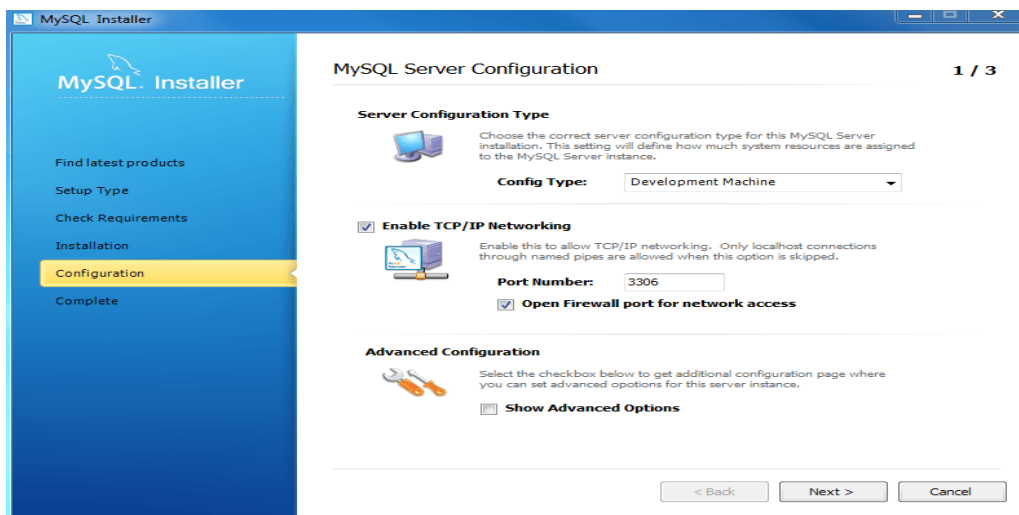 MySQL Installer
MySQL. Installer
Find latest products
Setup Type
Check Requirements
Installation
Configuration
Complete
MySQL Server Configuration
1 / 3
Server Configuration Type
Choose the correct server configuration type for this MySQL Server
installation. This setting will define how much system resources are assigned
to the MySQL Server instance.
Config Type:
Development Machine
Enable TCP/IP Networking
Enable this to allow TCP/IP networking. Only localhost connections
through named pipes are allowed when this option is skipped.
Port Number:
3306
Open Firewall port for network access
Advanced Configuration
Select the checkbox below to get additional configuration page where
you can set advanced opotions for this server instance.
Show Advanced Options
< Back
Next >
Cancel